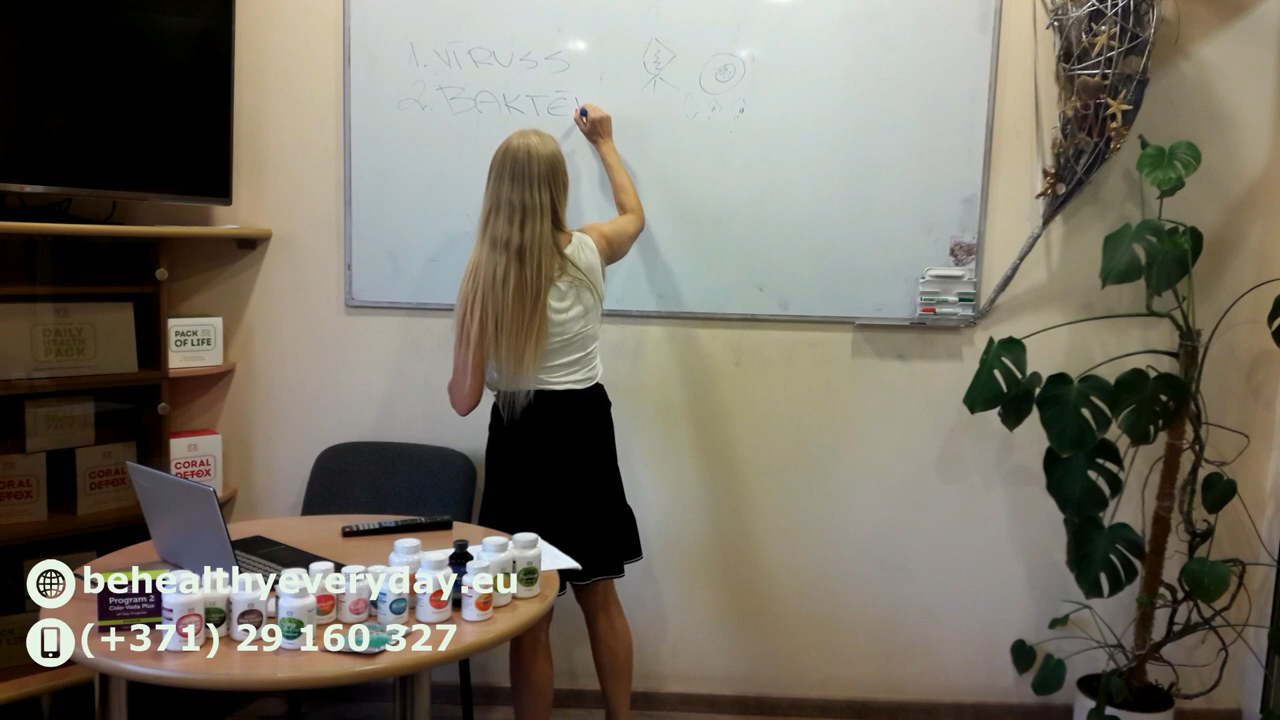 1. VĪRUSS
2. BAKTĒ
DAILY
HEALTH
PACK
PACK
OF LIFE
CORAL
DETOX
CORAL
DETOX
CORAL
DETOX
Program 2
Colo-Vada Plus
behealthyeveryday.eu
(+371) 29 160 327